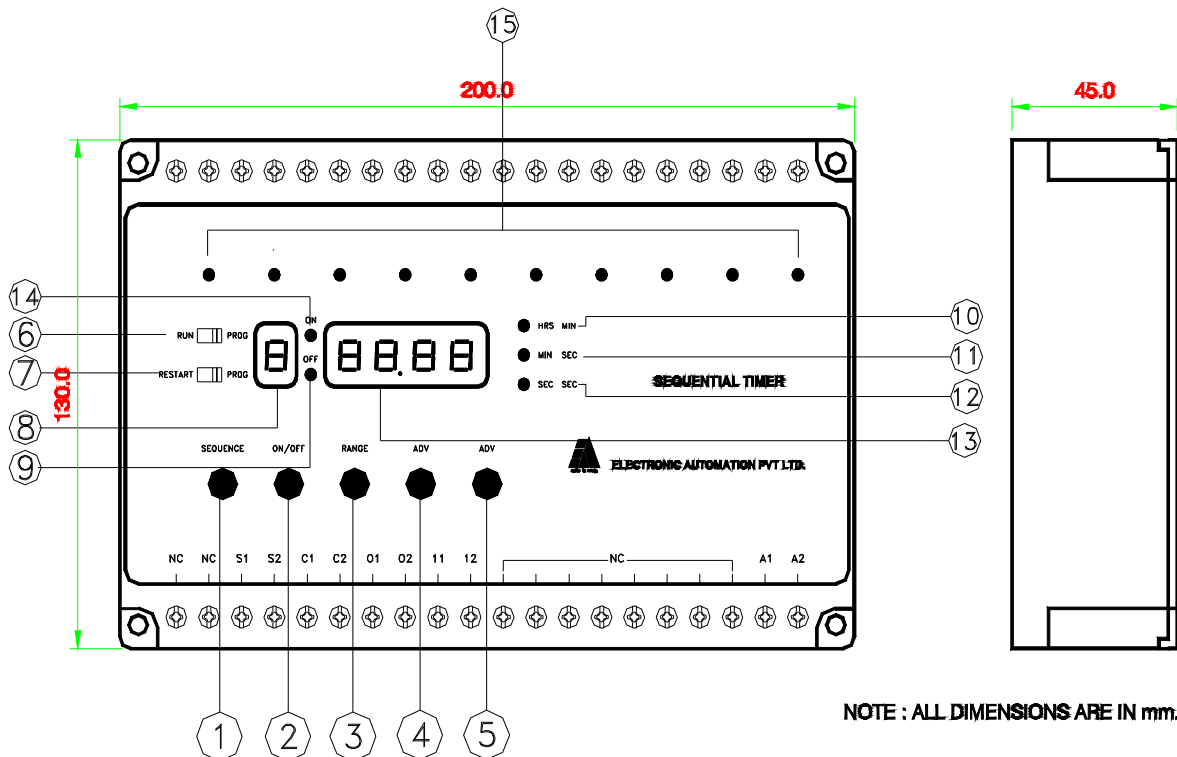 15
200.0
45.0
14
ON
10
HRS MIN
6
RUN PROG
OFF
11
MIN SEC
7
RESTART PROG
8
88.88
SEQUENTIAL TIMER
SEC SEC
12
130.0
8
13
SEQUENCE ON/OFF RANGE ADV ADV
9
ELECTRONIC AUTOMATION PVT LTD.
NC NC S1 S2 C1 C2 O1 O2 11 12 NC A1 A2
1 2 3 4 5
NOTE : ALL DIMENSIONS ARE IN mm.